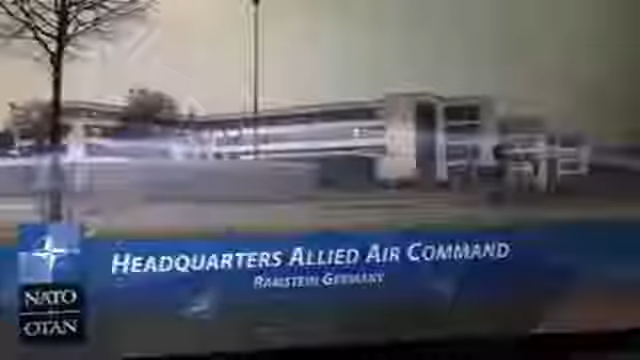 HEADQUARTERS ALLIED AIR COMMAND
RAMSTEIN GERMANY
NATO
OTAN